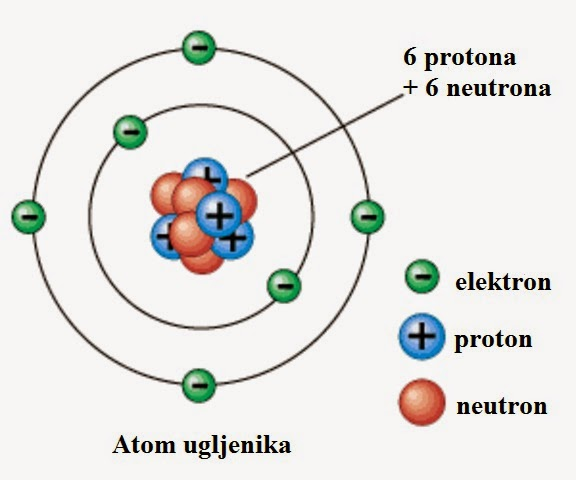 6 protona
+ 6 neutrona
elektron
proton
neutron
Atom ugljenika